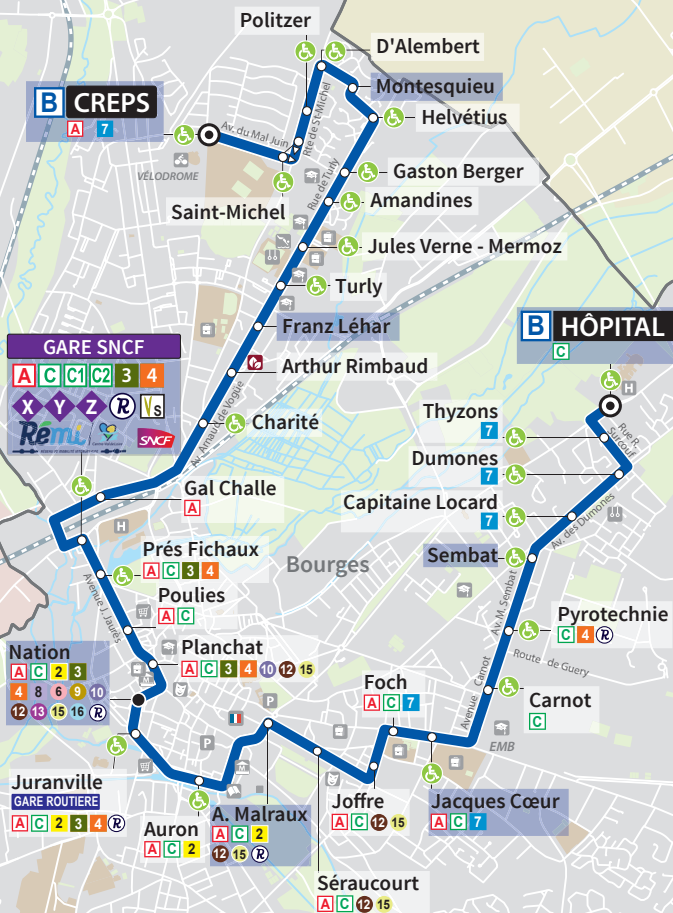 Politzer
D'Alembert
Montesquieu
B CREPS
A 7
Av. du Mal Juin
Rte de St-Michel
Helvétius
VÉLODROME
Rue de Turly
Gaston Berger
Saint-Michel
Amandines
Jules Verne - Mermoz
Turly
Franz Léhar
B HÔPITAL
C
GARE SNCF
A C C1 C2 3 4
X Y Z R Vs
Rémi SNCF
Arthur Rimbaud
H
Charité
Av. Arnaud de Vogüe
Thyzons
7
Rue R. Surcouf
Dumones
7
Gal Challe
A
Capitaine Locard
7
Av. des Dumones
H
Prés Fichaux
A C 3 4
Bourges
Sembat
Avenue J. Jaurès
Poulies
A C
Av. M. Sembat
Pyrotechnie
C 4 R
Planchat
A C 3 4 10 12 15
Nation
A C 2 3
4 8 6 9 10
12 13 15 16 R
M
Route de Guery
Foch
A C 7
Avenue Carnot
Carnot
C
P
P
EMB
Juranville
GARE ROUTIERE
A C 2 3 4 R
Auron
A C 2
A. Malraux
A C 2
12 15 R
Joffre
A C 12 15
Jacques Cœur
A C 7
Séraucourt
A C 12 15